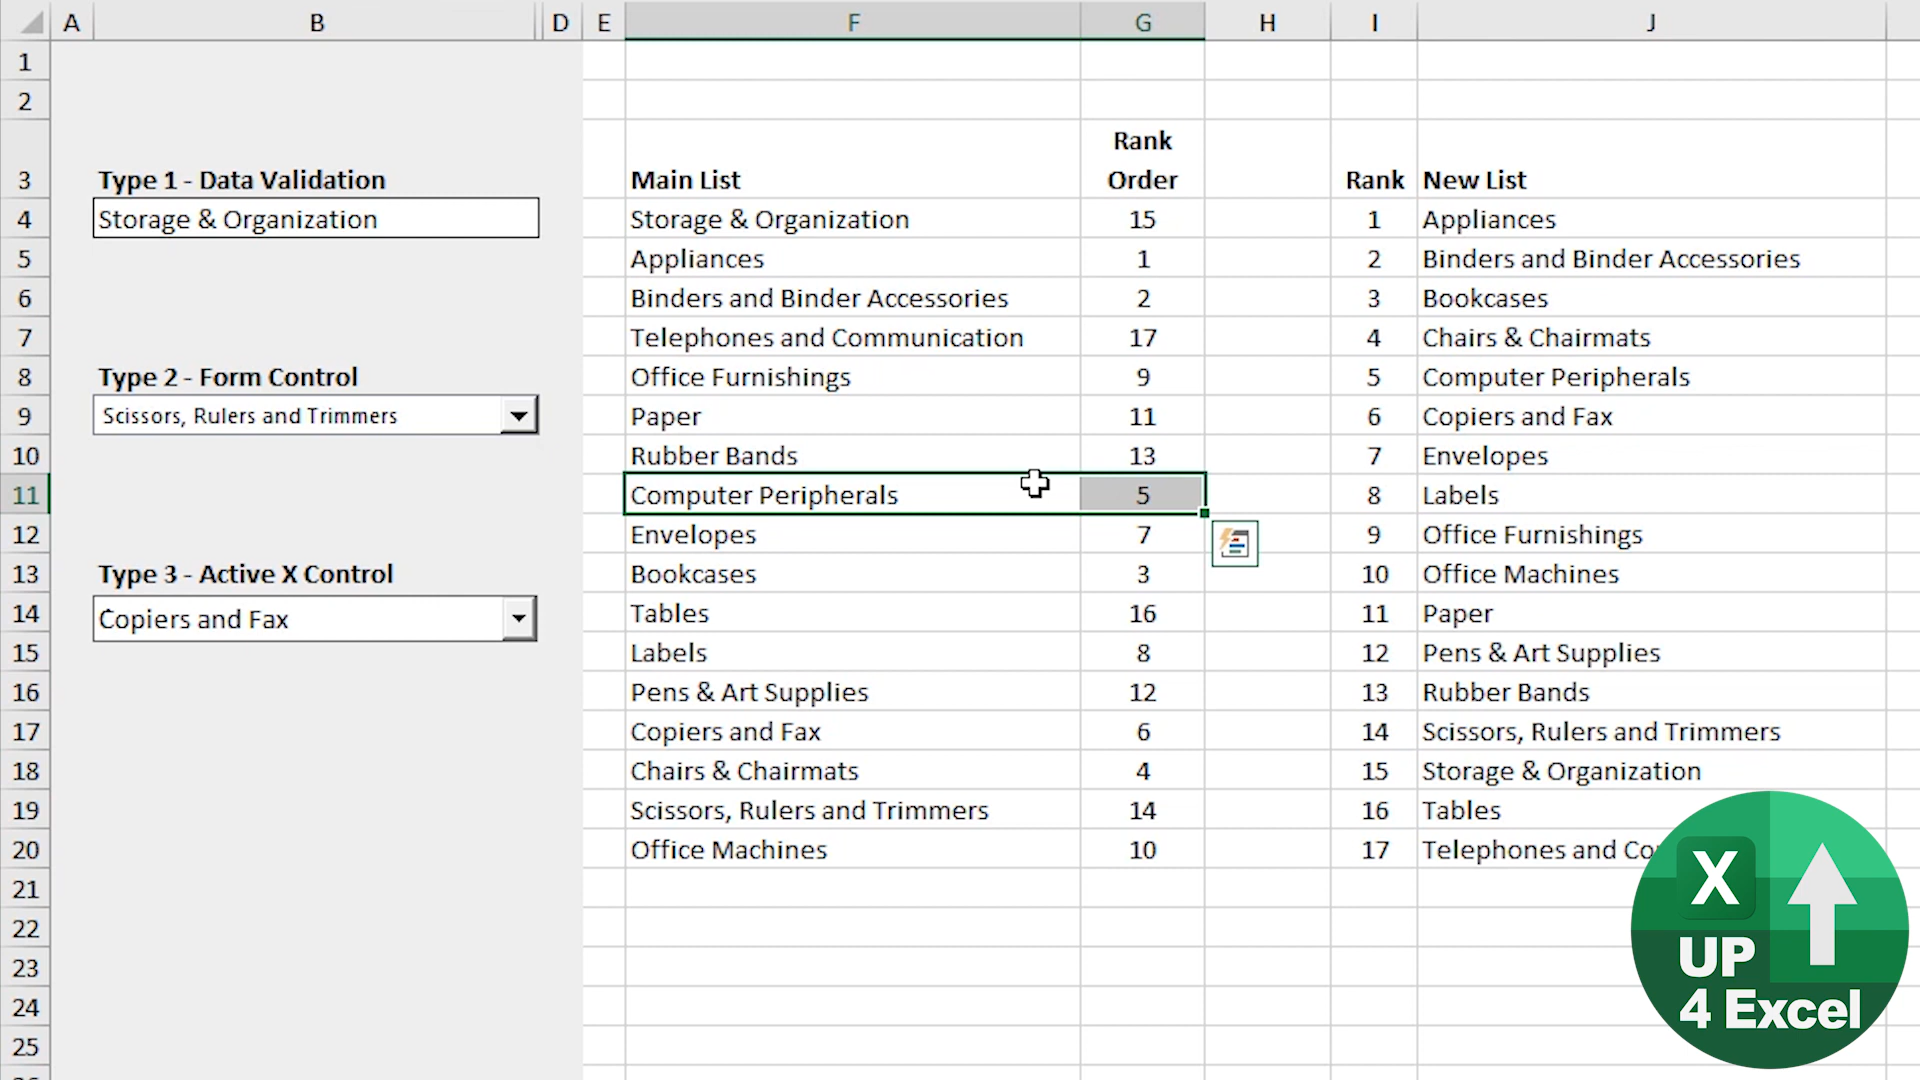 A B D E F G H I J
1
2
Rank
3 Type 1 - Data Validation Main List Order Rank New List
4 Storage & Organization Storage & Organization 15 1 Appliances
5 Appliances 1 2 Binders and Binder Accessories
6 Binders and Binder Accessories 2 3 Bookcases
7 Telephones and Communication 17 4 Chairs & Chairmats
8 Type 2 - Form Control Office Furnishings 9 5 Computer Peripherals
9 Scissors, Rulers and Trimmers Paper 11 6 Copiers and Fax
10 Rubber Bands 13 7 Envelopes
11 Computer Peripherals 5 8 Labels
12 Envelopes 7 9 Office Furnishings
13 Type 3 - Active X Control Bookcases 3 10 Office Machines
14 Copiers and Fax Tables 16 11 Paper
15 Labels 8 12 Pens & Art Supplies
16 Pens & Art Supplies 12 13 Rubber Bands
17 Copiers and Fax 6 14 Scissors, Rulers and Trimmers
18 Chairs & Chairmats 4 15 Storage & Organization
19 Scissors, Rulers and Trimmers 14 16 Tables
20 Office Machines 10 17 Telephones and
21
22
23
24
25
X
UP
4 Excel